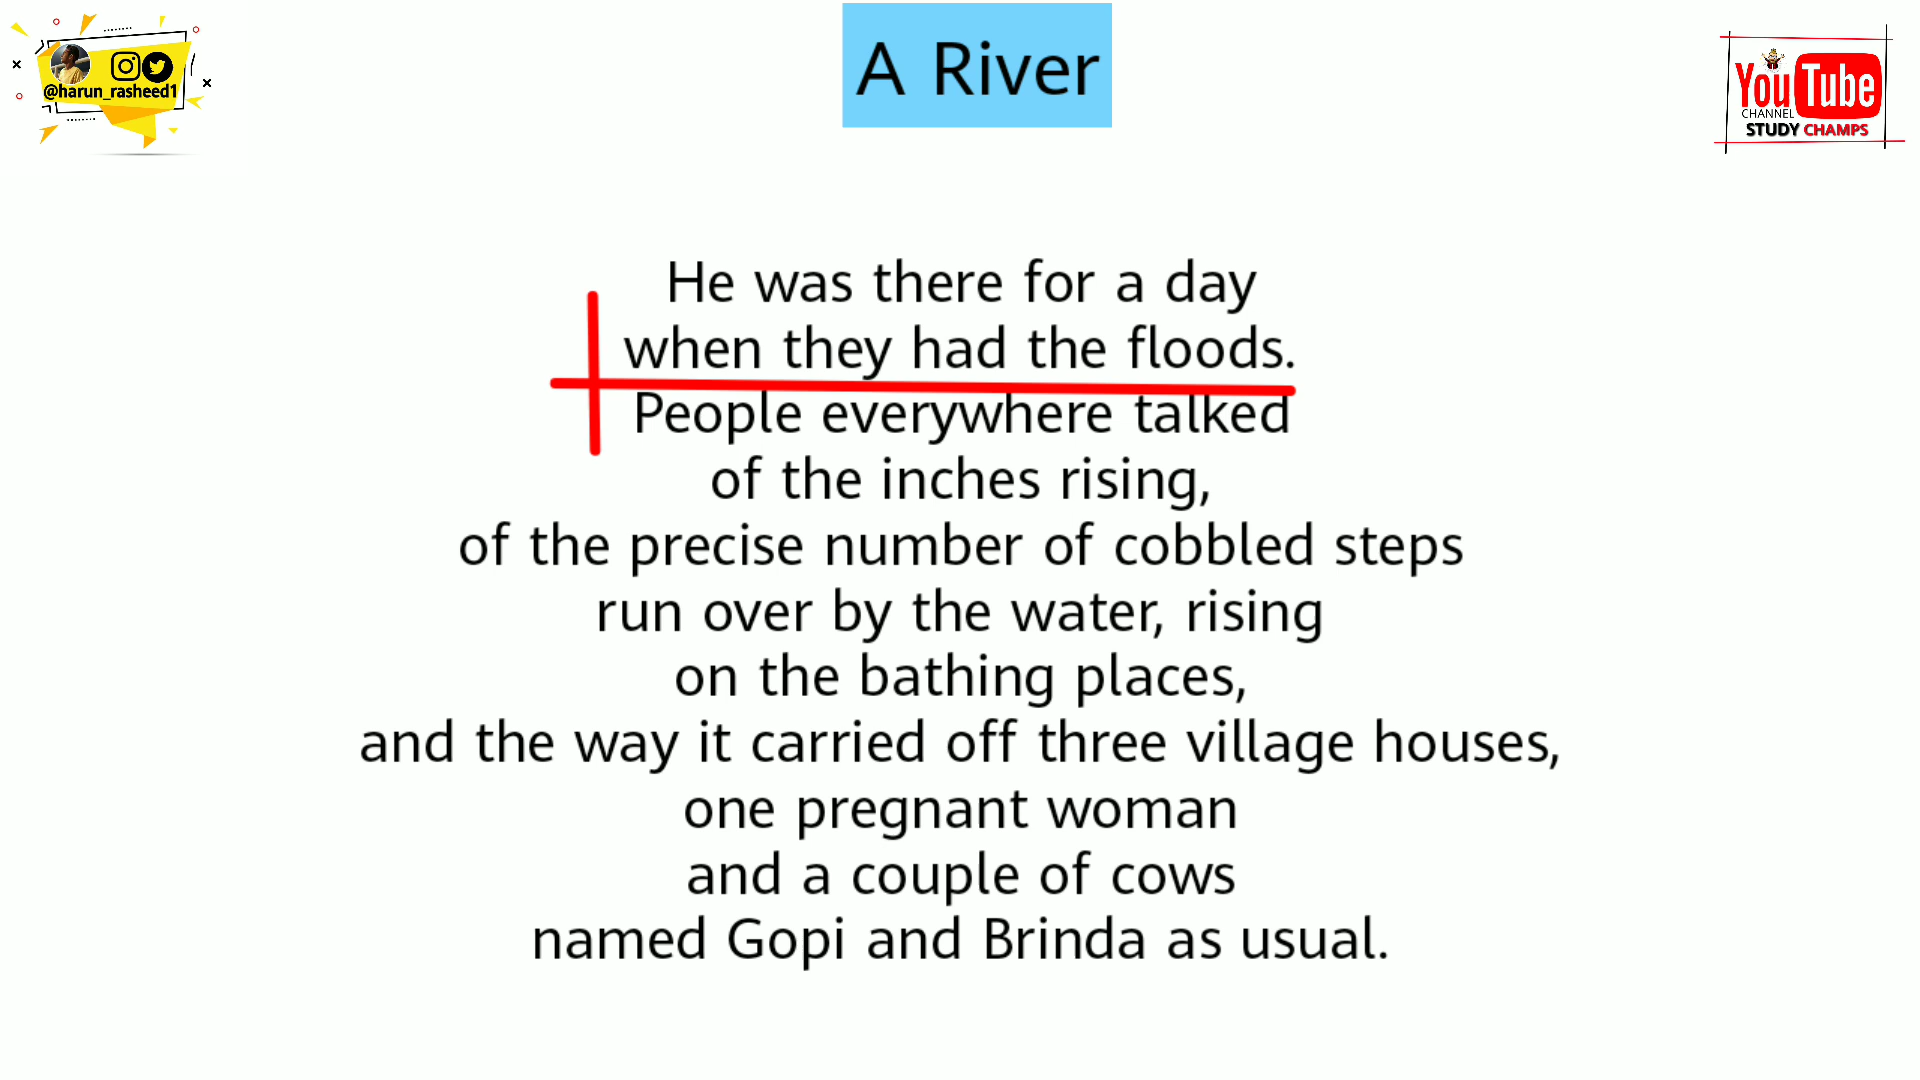 A River
@harun_rasheed1
YouTube
CHANNEL
STUDY CHAMPS
He was there for a day
when they had the floods.
People everywhere talked
of the inches rising,
of the precise number of cobbled steps
run over by the water, rising
on the bathing places,
and the way it carried off three village houses,
one pregnant woman
and a couple of cows
named Gopi and Brinda as usual.